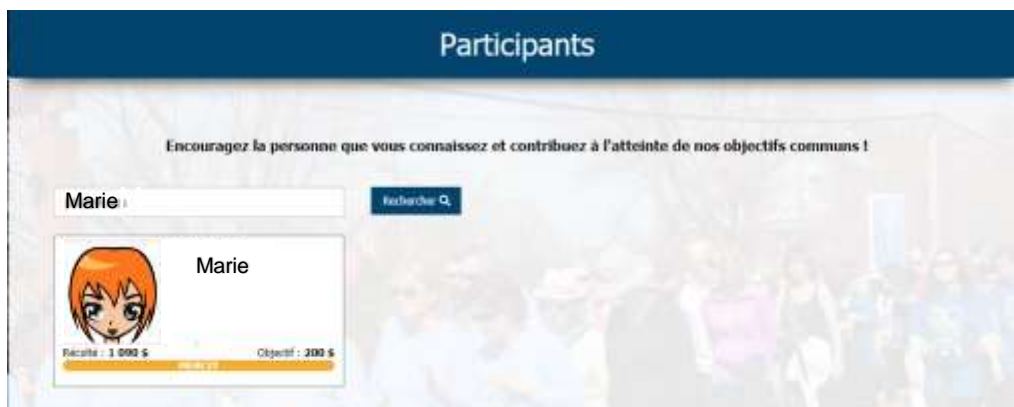 Participants
Encouragez la personne que vous connaissez et contribuez à l'atteinte de nos objectifs communs !
Marie
Rechercher
Marie
Récolté : 1 090 $ Objectif : 200 $